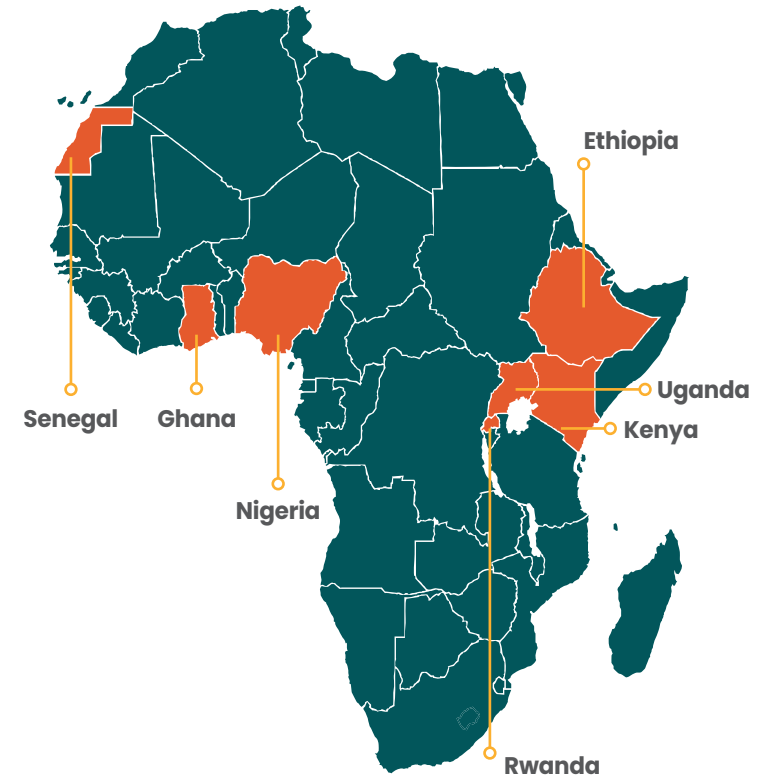 Ethiopia
Uganda
Senegal
Ghana
Kenya
Nigeria
Rwanda